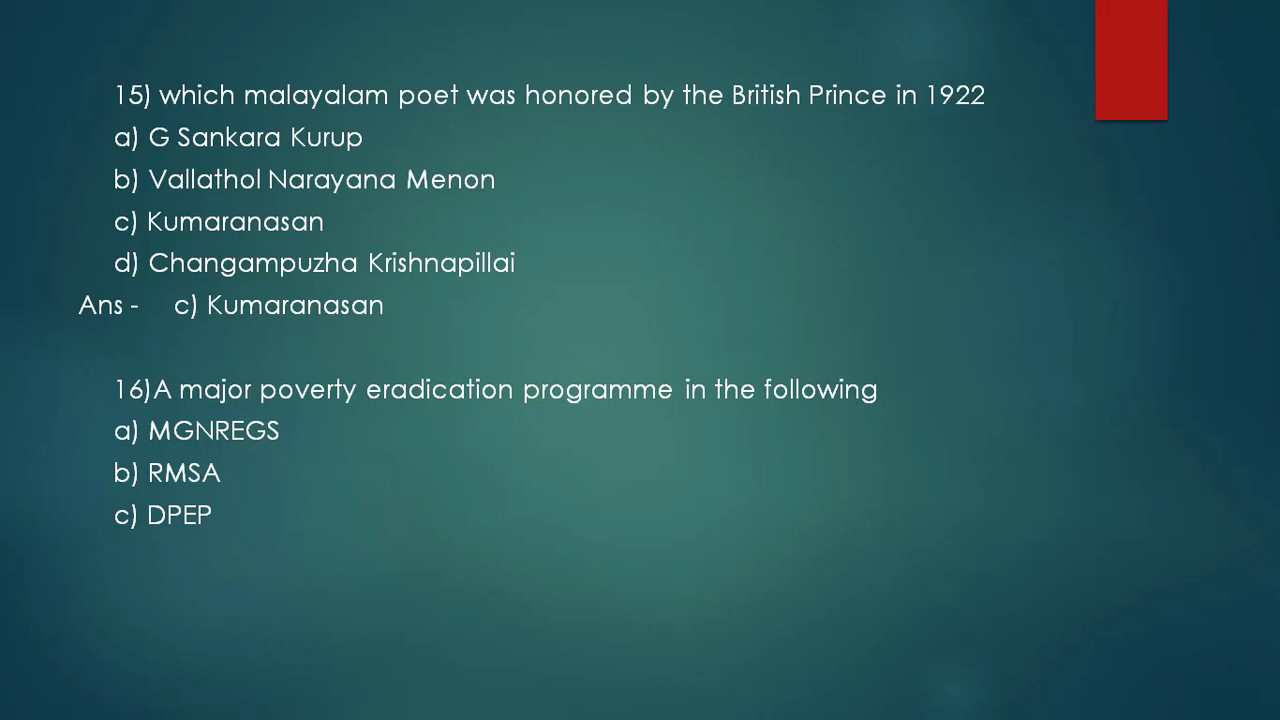 15) which malayalam poet was honored by the British Prince in 1922
a) G Sankara Kurup
b) Vallathol Narayana Menon
c) Kumaranasan
d) Changampuzha Krishnapillai
Ans - c) Kumaranasan
16)A major poverty eradication programme in the following
a) MGNREGS
b) RMSA
c) DPEP